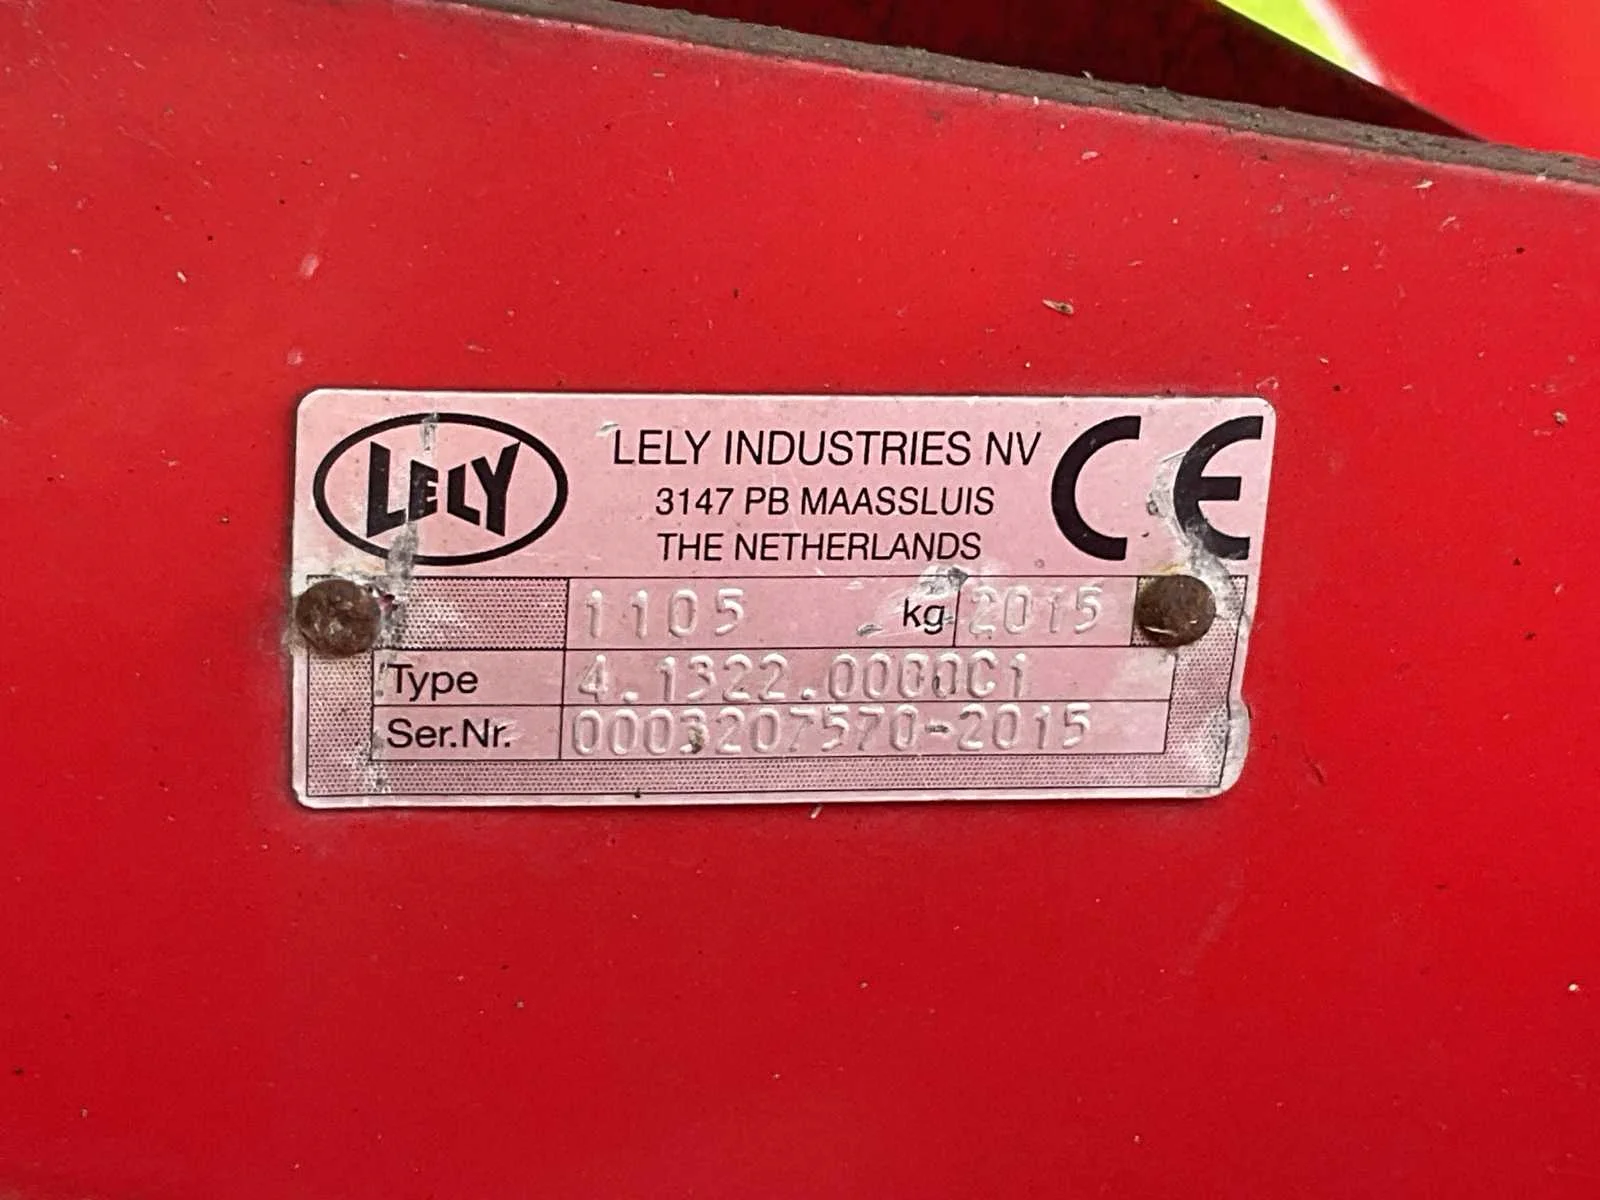 LELY
LELY INDUSTRIES NV
3147 PB MAASSLUIS
THE NETHERLANDS
CE
1105 kg 2015
Type 4.1322.0000C1
Ser.Nr. 0003207570-2015